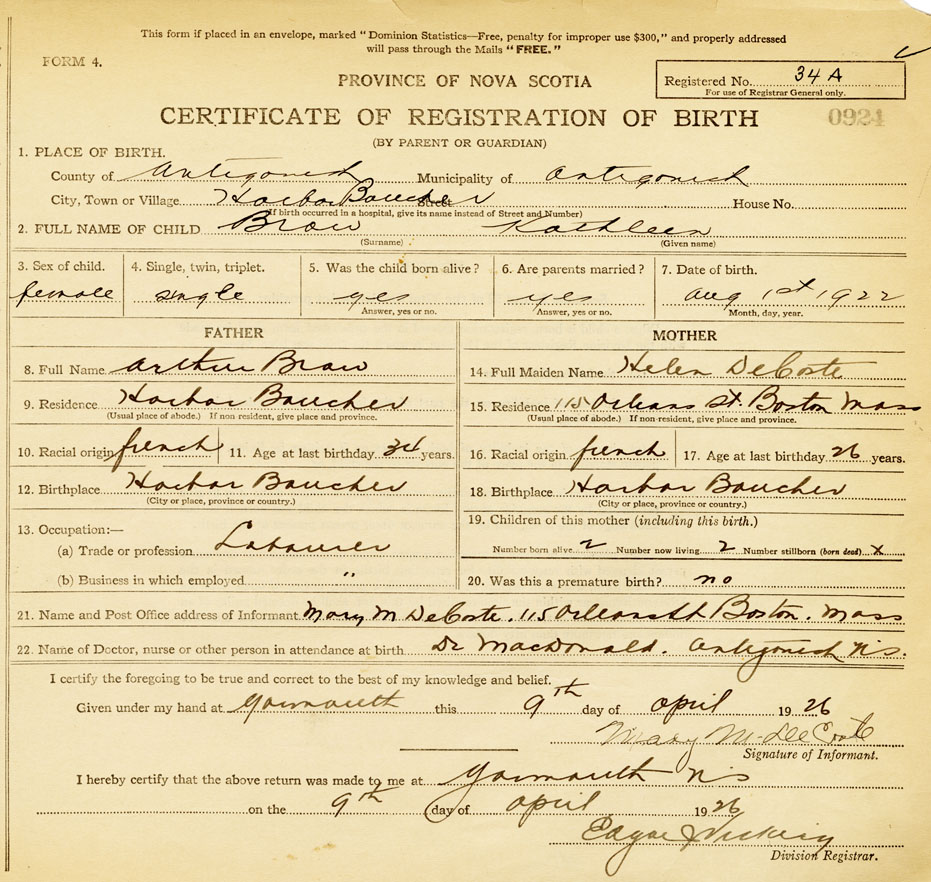 This form if placed in an envelope, marked "Dominion Statistics—Free, penalty for improper use $300," and properly addressed
will pass through the Mails "FREE."
FORM 4.
PROVINCE OF NOVA SCOTIA
Registered No. 34 A
For use of Registrar General only.
CERTIFICATE OF REGISTRATION OF BIRTH 0924
(BY PARENT OR GUARDIAN)
1. PLACE OF BIRTH.
County of Antigonish Municipality of Antigonish
City, Town or Village Harbor Baucher Street House No.
(If birth occurred in a hospital, give its name instead of Street and Number)
2. FULL NAME OF CHILD Brow Kathleen
(Surname) (Given name)
3. Sex of child. 4. Single, twin, triplet. 5. Was the child born alive? 6. Are parents married? 7. Date of birth.
female single yes yes Aug 1st 1922
Answer, yes or no. Answer, yes or no. Month, day, year.
FATHER MOTHER
8. Full Name Arthur Brow 14. Full Maiden Name Helen DeCoste
9. Residence Harbor Baucher 15. Residence 115 Orleans St. Boston Mass
(Usual place of abode.) If non resident, give place and province. (Usual place of abode.) If non-resident, give place and province.
10. Racial origin french 11. Age at last birthday 34 years. 16. Racial origin french 17. Age at last birthday 26 years.
12. Birthplace Harbor Baucher 18. Birthplace Harbor Baucher
(City or place, province or country.) (City or place, province or country.)
13. Occupation:— 19. Children of this mother (including this birth.)
(a) Trade or profession Labourer Number born alive 2 Number now living 2 Number stillborn (born dead) x
(b) Business in which employed " 20. Was this a premature birth? no
21. Name and Post Office address of Informant Mary M DeCoste. 115 Orleans St Boston. Mass
22. Name of Doctor, nurse or other person in attendance at birth Dr MacDonald. Antigonish N.S.
I certify the foregoing to be true and correct to the best of my knowledge and belief.
Given under my hand at Yarmouth this 9th day of April 1926
Mary M. DeCoste
Signature of Informant.
I hereby certify that the above return was made to me at Yarmouth NS
on the 9th day of April 1926
Edgar
Division Registrar.